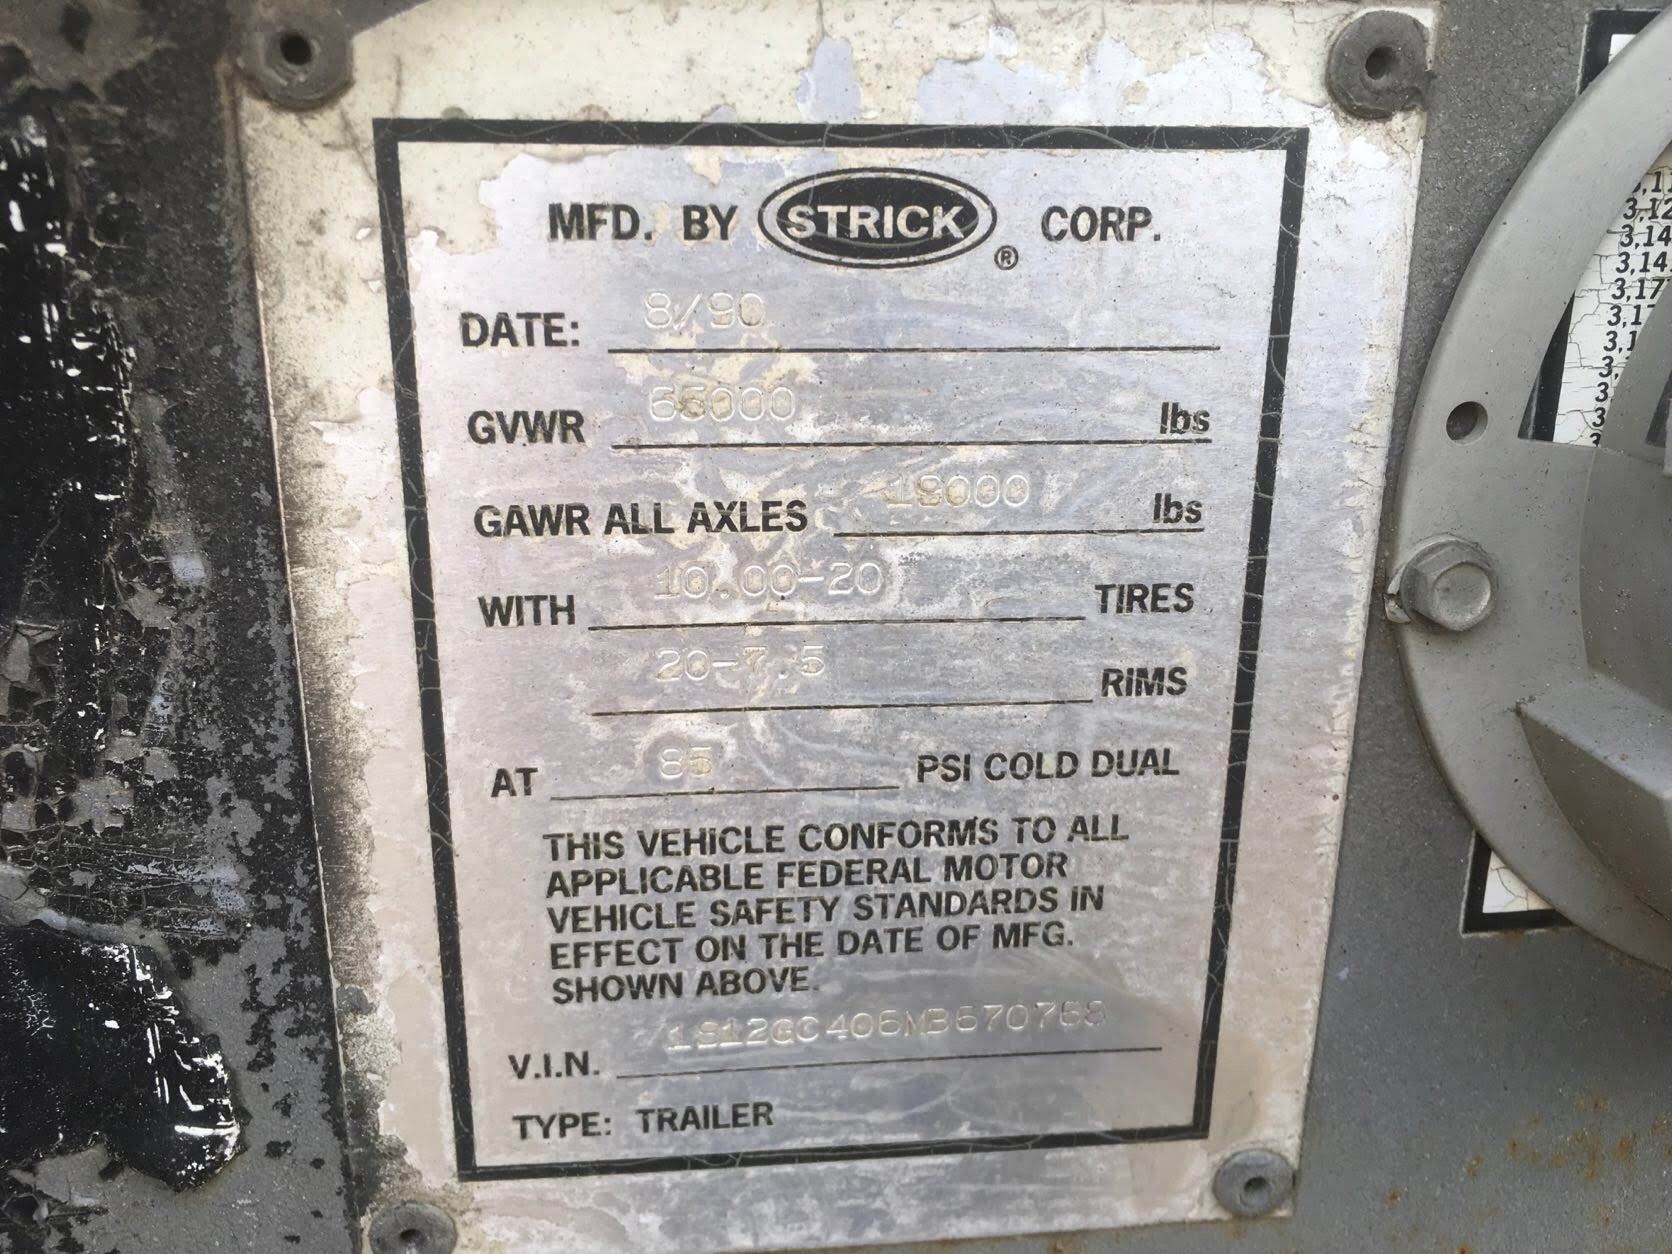 MFD. BY STRICK ® CORP.
DATE: 8/90
GVWR 65000 lbs
GAWR ALL AXLES 18000 lbs
WITH 10.00-20 TIRES
20-7.5 RIMS
AT 85 PSI COLD DUAL
THIS VEHICLE CONFORMS TO ALL
APPLICABLE FEDERAL MOTOR
VEHICLE SAFETY STANDARDS IN
EFFECT ON THE DATE OF MFG.
SHOWN ABOVE.
V.I.N. 1S12GC406MB670768
TYPE: TRAILER